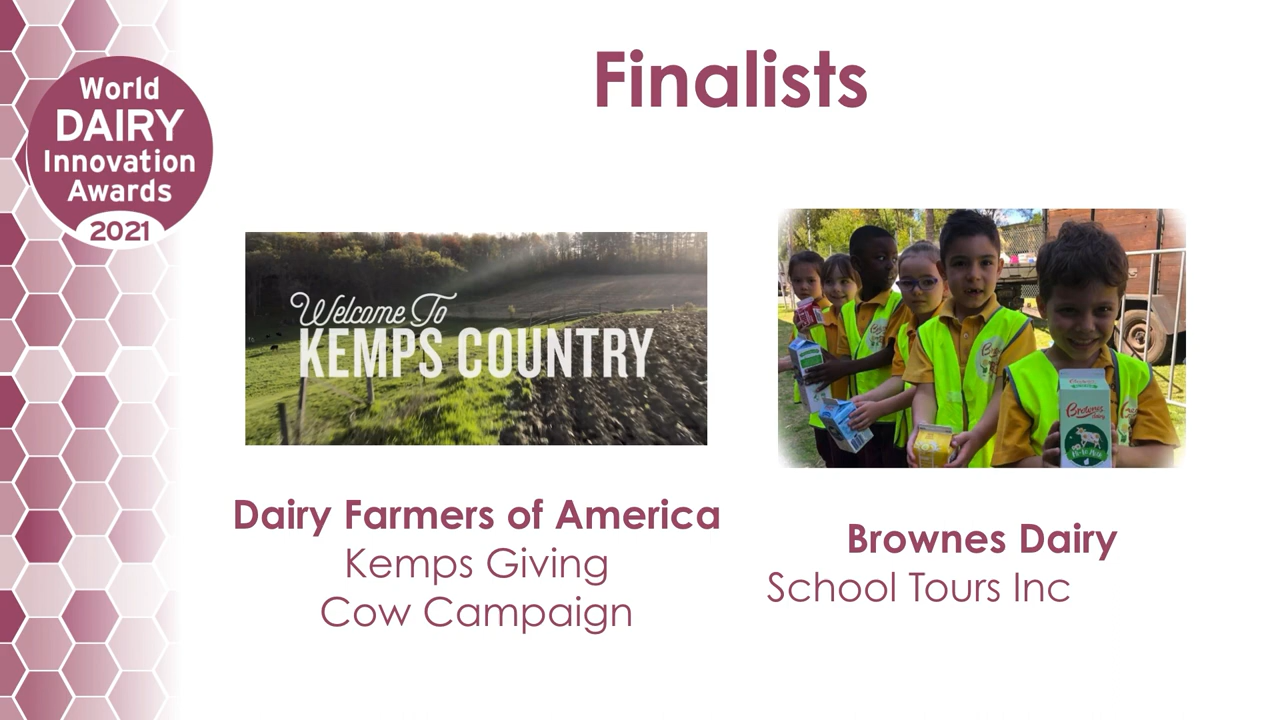 World
DAIRY
Innovation
Awards
2021
Finalists
Welcome To
KEMPS COUNTRY
Brownes
Dairy Farmers of America
Kemps Giving
Cow Campaign
Brownes Dairy
School Tours Inc